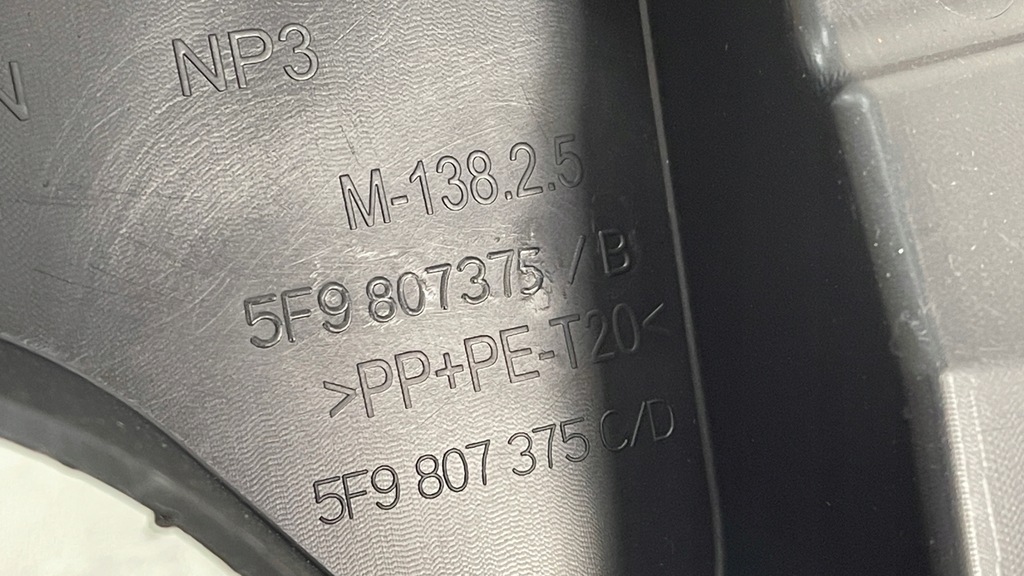 NP3
M-138.2.5
5F9 807375 / B
>PP+PE-T20<
5F9 807 375 C/D